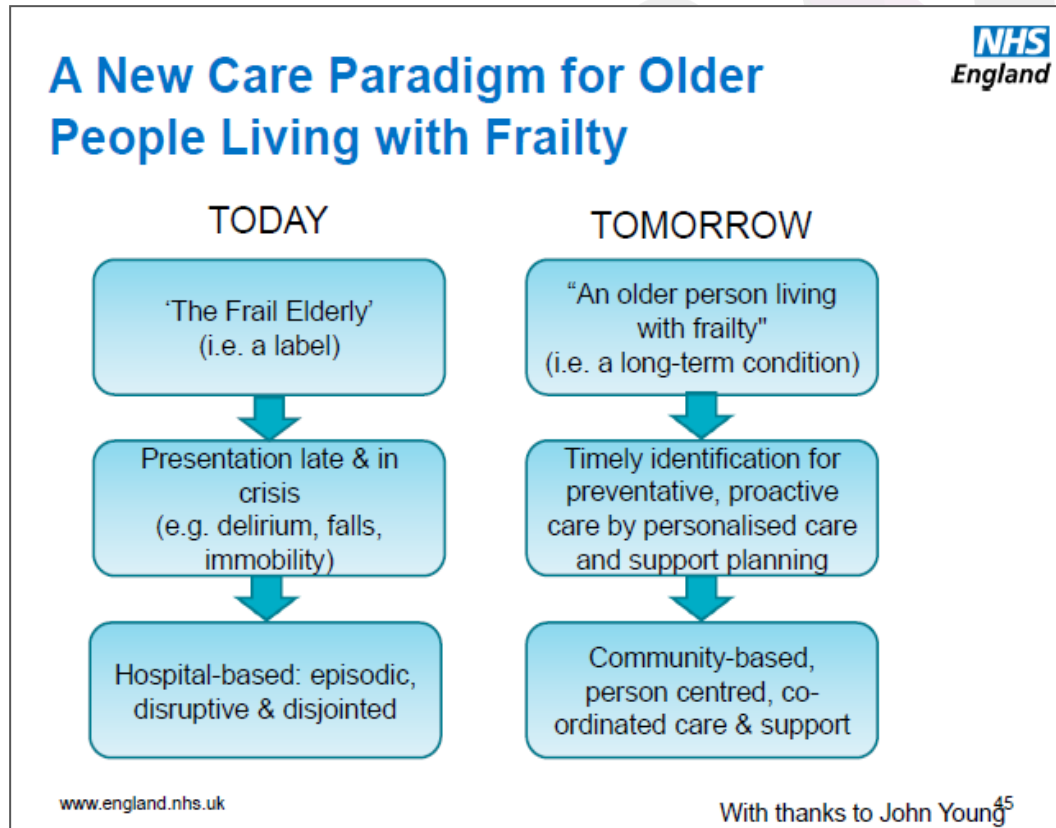 NHS
England
A New Care Paradigm for Older
People Living with Frailty
TODAY
'The Frail Elderly'
(i.e. a label)
Presentation late & in
crisis
(e.g. delirium, falls,
immobility)
Hospital-based: episodic,
disruptive & disjointed
TOMORROW
“An older person living
with frailty"
(i.e. a long-term condition)
Timely identification for
preventative, proactive
care by personalised care
and support planning
Community-based,
person centred, co-
ordinated care & support
www.england.nhs.uk
With thanks to John Young
45